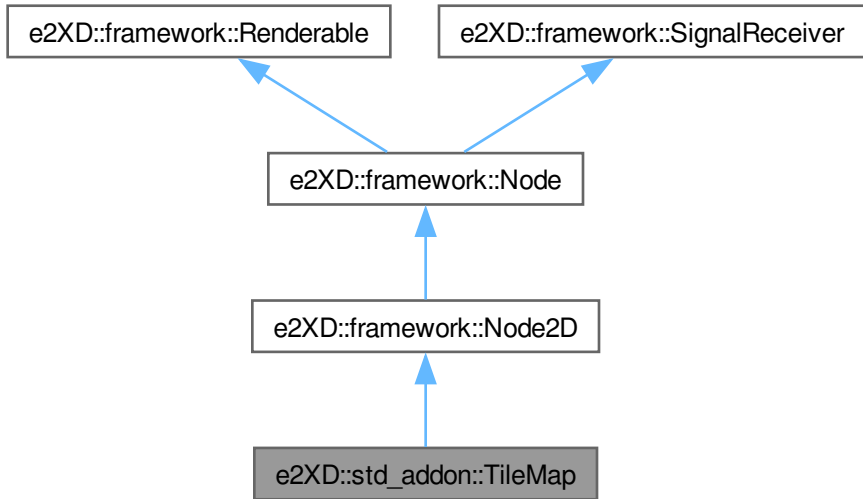 e2XD::framework::Renderable
e2XD::framework::SignalReceiver
e2XD::framework::Node
e2XD::framework::Node2D
e2XD::std_addon::TileMap